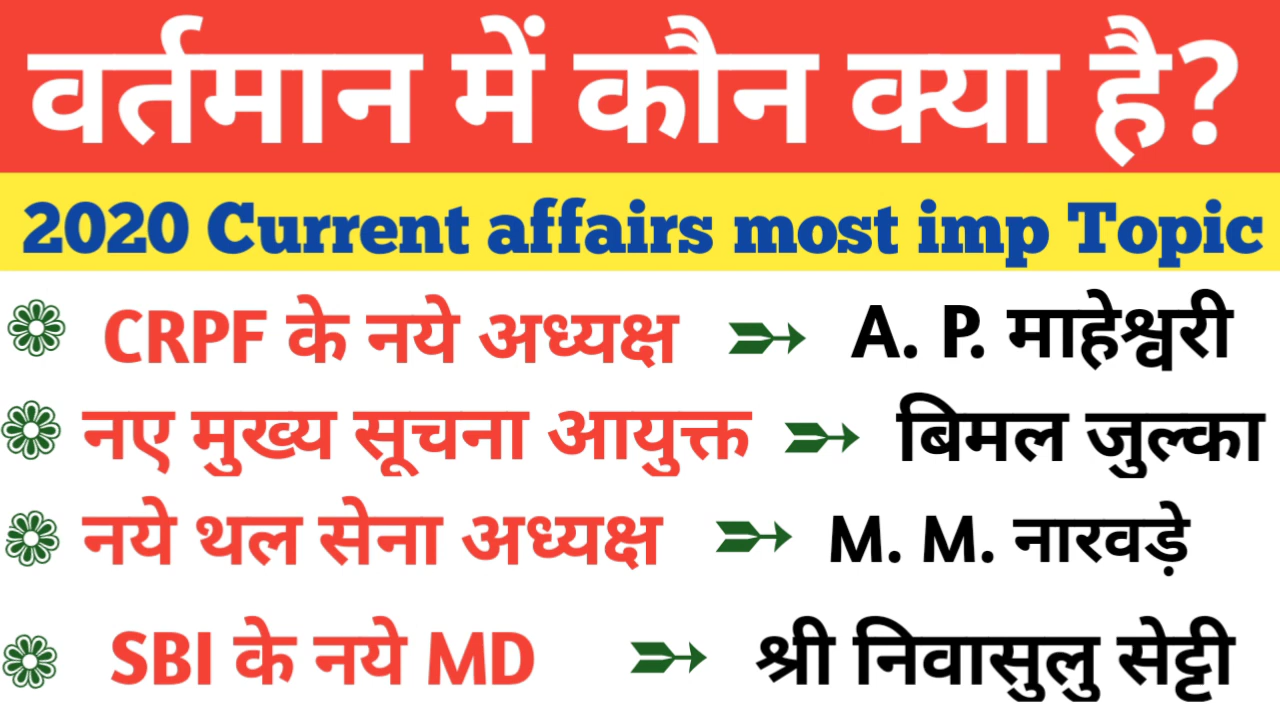 वर्तमान में कौन क्या है?
2020 Current affairs most imp Topic
CRPF के नये अध्यक्ष A. P. माहेश्वरी
नए मुख्य सूचना आयुक्त बिमल जुल्का
नये थल सेना अध्यक्ष M. M. नारवड़े
SBI के नये MD श्री निवासुलु सेट्टी